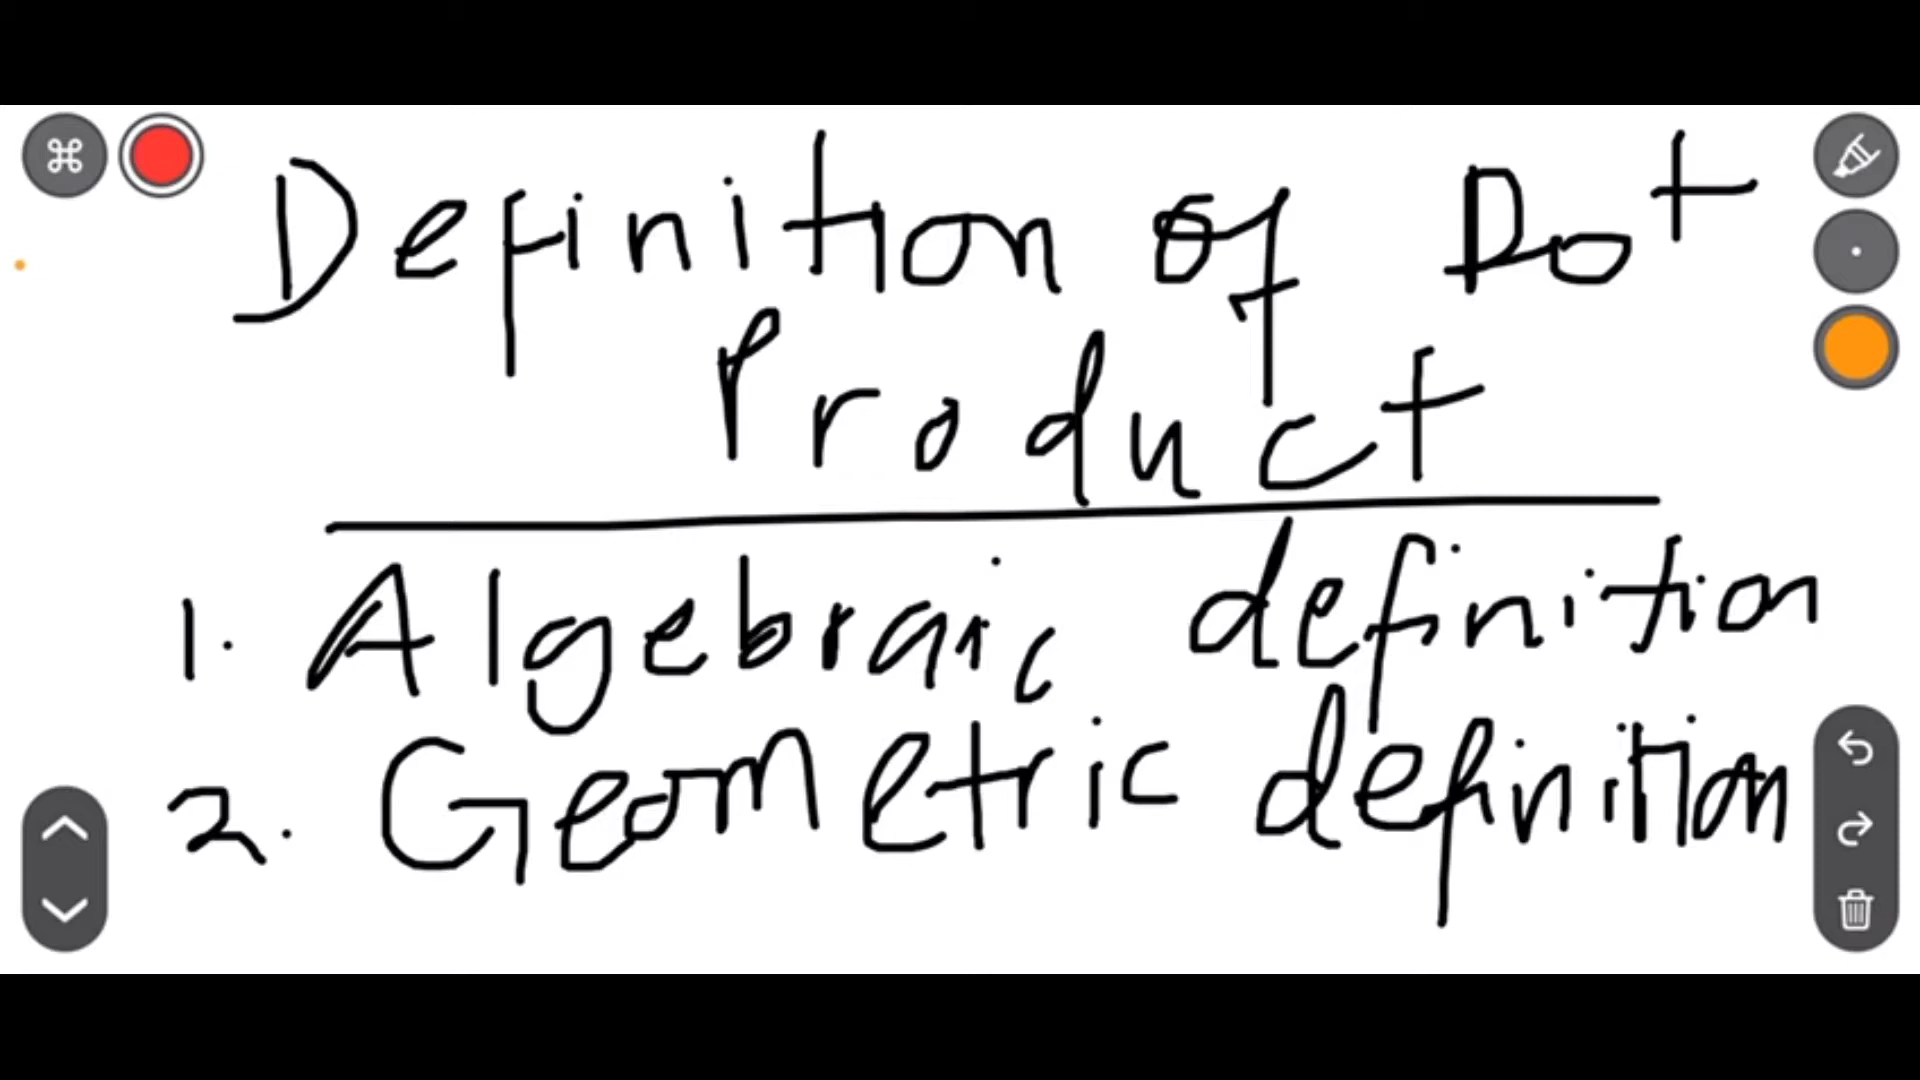 Definition of Dot
Product
1. Algebraic definition
2. Geometric definition